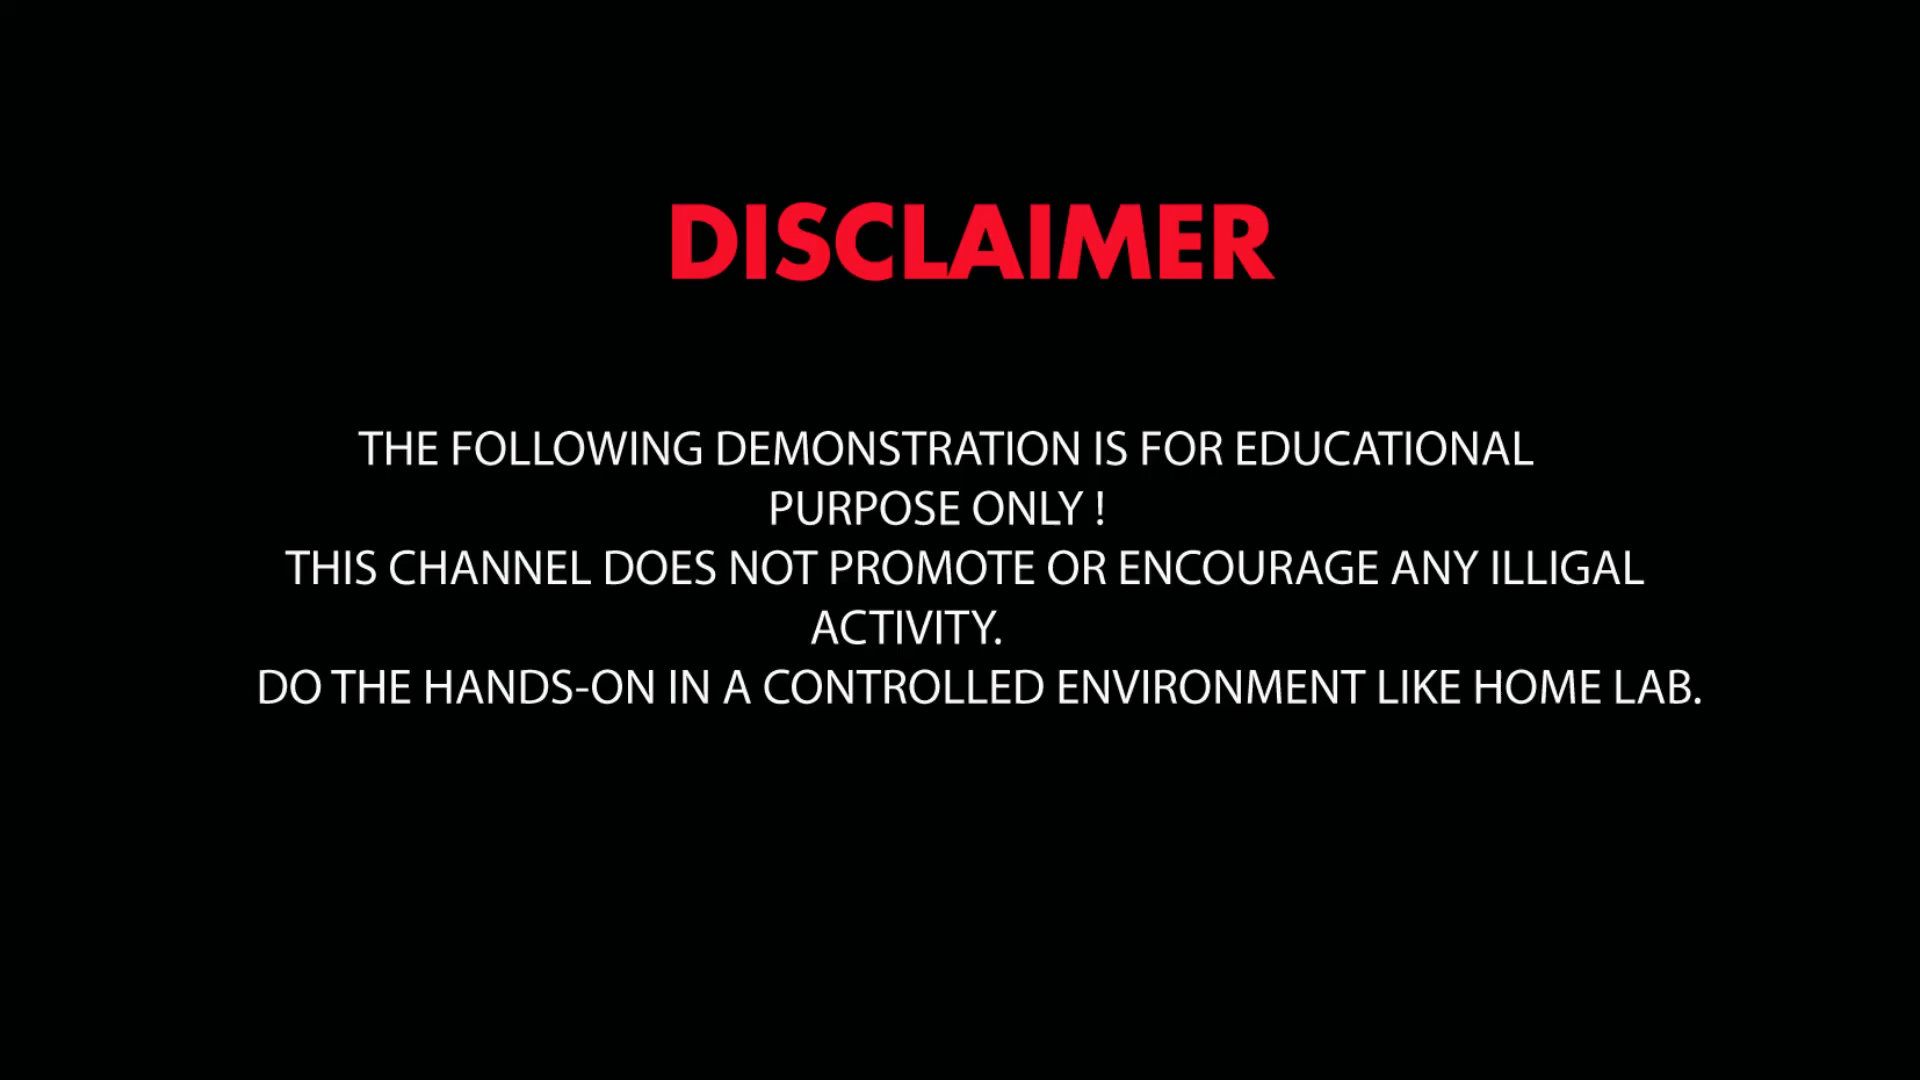 DISCLAIMER
THE FOLLOWING DEMONSTRATION IS FOR EDUCATIONAL
PURPOSE ONLY !
THIS CHANNEL DOES NOT PROMOTE OR ENCOURAGE ANY ILLIGAL
ACTIVITY.
DO THE HANDS-ON IN A CONTROLLED ENVIRONMENT LIKE HOME LAB.